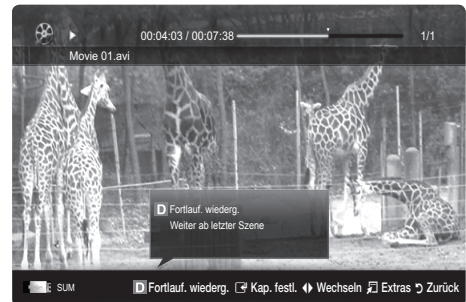 00:04:03 / 00:07:38 1/1
Movie 01.avi
D Fortlauf. wiederg.
Weiter ab letzter Szene
SUM D Fortlauf. wiederg. Kap. festl. Wechseln Extras Zurück